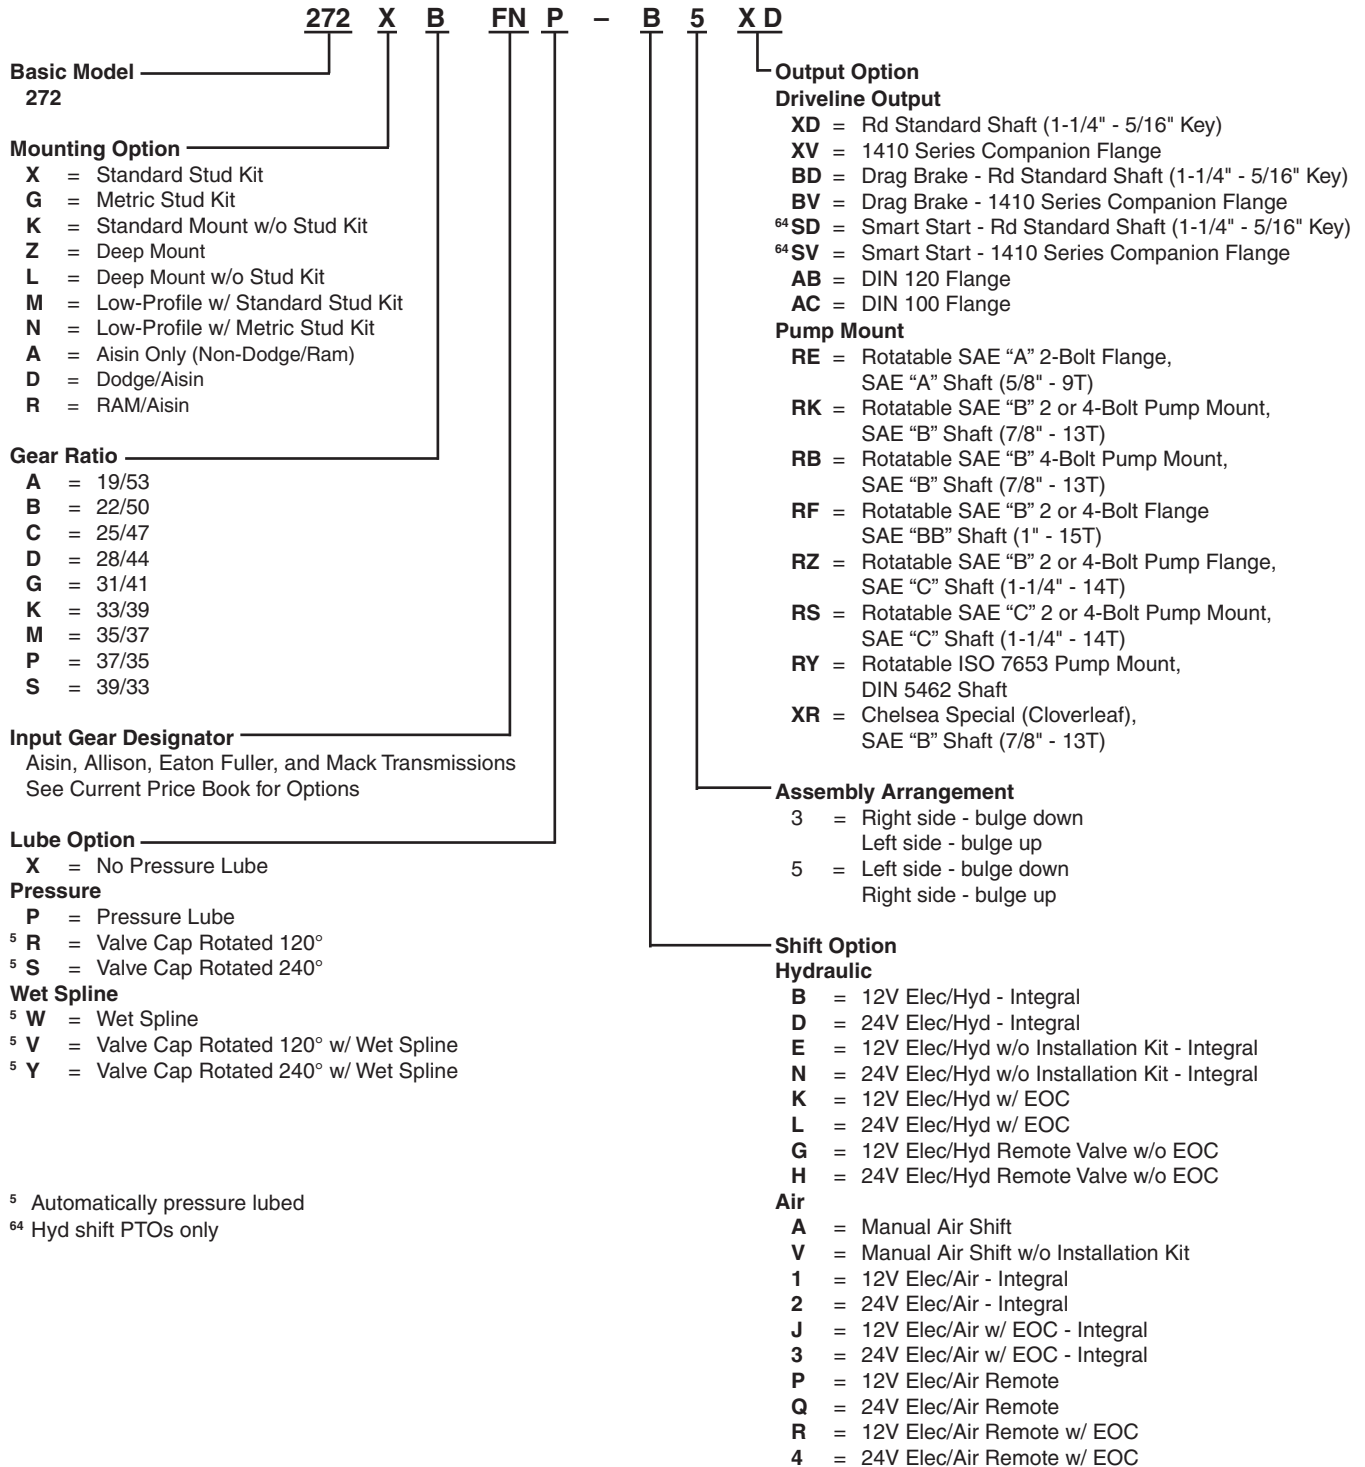 272 X B FN P – B 5 X D
Basic Model
272
Mounting Option
X = Standard Stud Kit
G = Metric Stud Kit
K = Standard Mount w/o Stud Kit
Z = Deep Mount
L = Deep Mount w/o Stud Kit
M = Low-Profile w/ Standard Stud Kit
N = Low-Profile w/ Metric Stud Kit
A = Aisin Only (Non-Dodge/Ram)
D = Dodge/Aisin
R = RAM/Aisin
Gear Ratio
A = 19/53
B = 22/50
C = 25/47
D = 28/44
G = 31/41
K = 33/39
M = 35/37
P = 37/35
S = 39/33
Input Gear Designator
Aisin, Allison, Eaton Fuller, and Mack Transmissions
See Current Price Book for Options
Lube Option
X = No Pressure Lube
Pressure
P = Pressure Lube
5 R = Valve Cap Rotated 120°
5 S = Valve Cap Rotated 240°
Wet Spline
5 W = Wet Spline
5 V = Valve Cap Rotated 120° w/ Wet Spline
5 Y = Valve Cap Rotated 240° w/ Wet Spline
5 Automatically pressure lubed
64 Hyd shift PTOs only
Output Option
Driveline Output
XD = Rd Standard Shaft (1-1/4" - 5/16" Key)
XV = 1410 Series Companion Flange
BD = Drag Brake - Rd Standard Shaft (1-1/4" - 5/16" Key)
BV = Drag Brake - 1410 Series Companion Flange
64 SD = Smart Start - Rd Standard Shaft (1-1/4" - 5/16" Key)
64 SV = Smart Start - 1410 Series Companion Flange
AB = DIN 120 Flange
AC = DIN 100 Flange
Pump Mount
RE = Rotatable SAE “A” 2-Bolt Flange,
SAE “A” Shaft (5/8" - 9T)
RK = Rotatable SAE “B” 2 or 4-Bolt Pump Mount,
SAE “B” Shaft (7/8" - 13T)
RB = Rotatable SAE “B” 4-Bolt Pump Mount,
SAE “B” Shaft (7/8" - 13T)
RF = Rotatable SAE “B” 2 or 4-Bolt Flange
SAE “BB” Shaft (1" - 15T)
RZ = Rotatable SAE “B” 2 or 4-Bolt Pump Flange,
SAE “C” Shaft (1-1/4" - 14T)
RS = Rotatable SAE “C” 2 or 4-Bolt Pump Mount,
SAE “C” Shaft (1-1/4" - 14T)
RY = Rotatable ISO 7653 Pump Mount,
DIN 5462 Shaft
XR = Chelsea Special (Cloverleaf),
SAE “B” Shaft (7/8" - 13T)
Assembly Arrangement
3 = Right side - bulge down
Left side - bulge up
5 = Left side - bulge down
Right side - bulge up
Shift Option
Hydraulic
B = 12V Elec/Hyd - Integral
D = 24V Elec/Hyd - Integral
E = 12V Elec/Hyd w/o Installation Kit - Integral
N = 24V Elec/Hyd w/o Installation Kit - Integral
K = 12V Elec/Hyd w/ EOC
L = 24V Elec/Hyd w/ EOC
G = 12V Elec/Hyd Remote Valve w/o EOC
H = 24V Elec/Hyd Remote Valve w/o EOC
Air
A = Manual Air Shift
V = Manual Air Shift w/o Installation Kit
1 = 12V Elec/Air - Integral
2 = 24V Elec/Air - Integral
J = 12V Elec/Air w/ EOC - Integral
3 = 24V Elec/Air w/ EOC - Integral
P = 12V Elec/Air Remote
Q = 24V Elec/Air Remote
R = 12V Elec/Air Remote w/ EOC
4 = 24V Elec/Air Remote w/ EOC